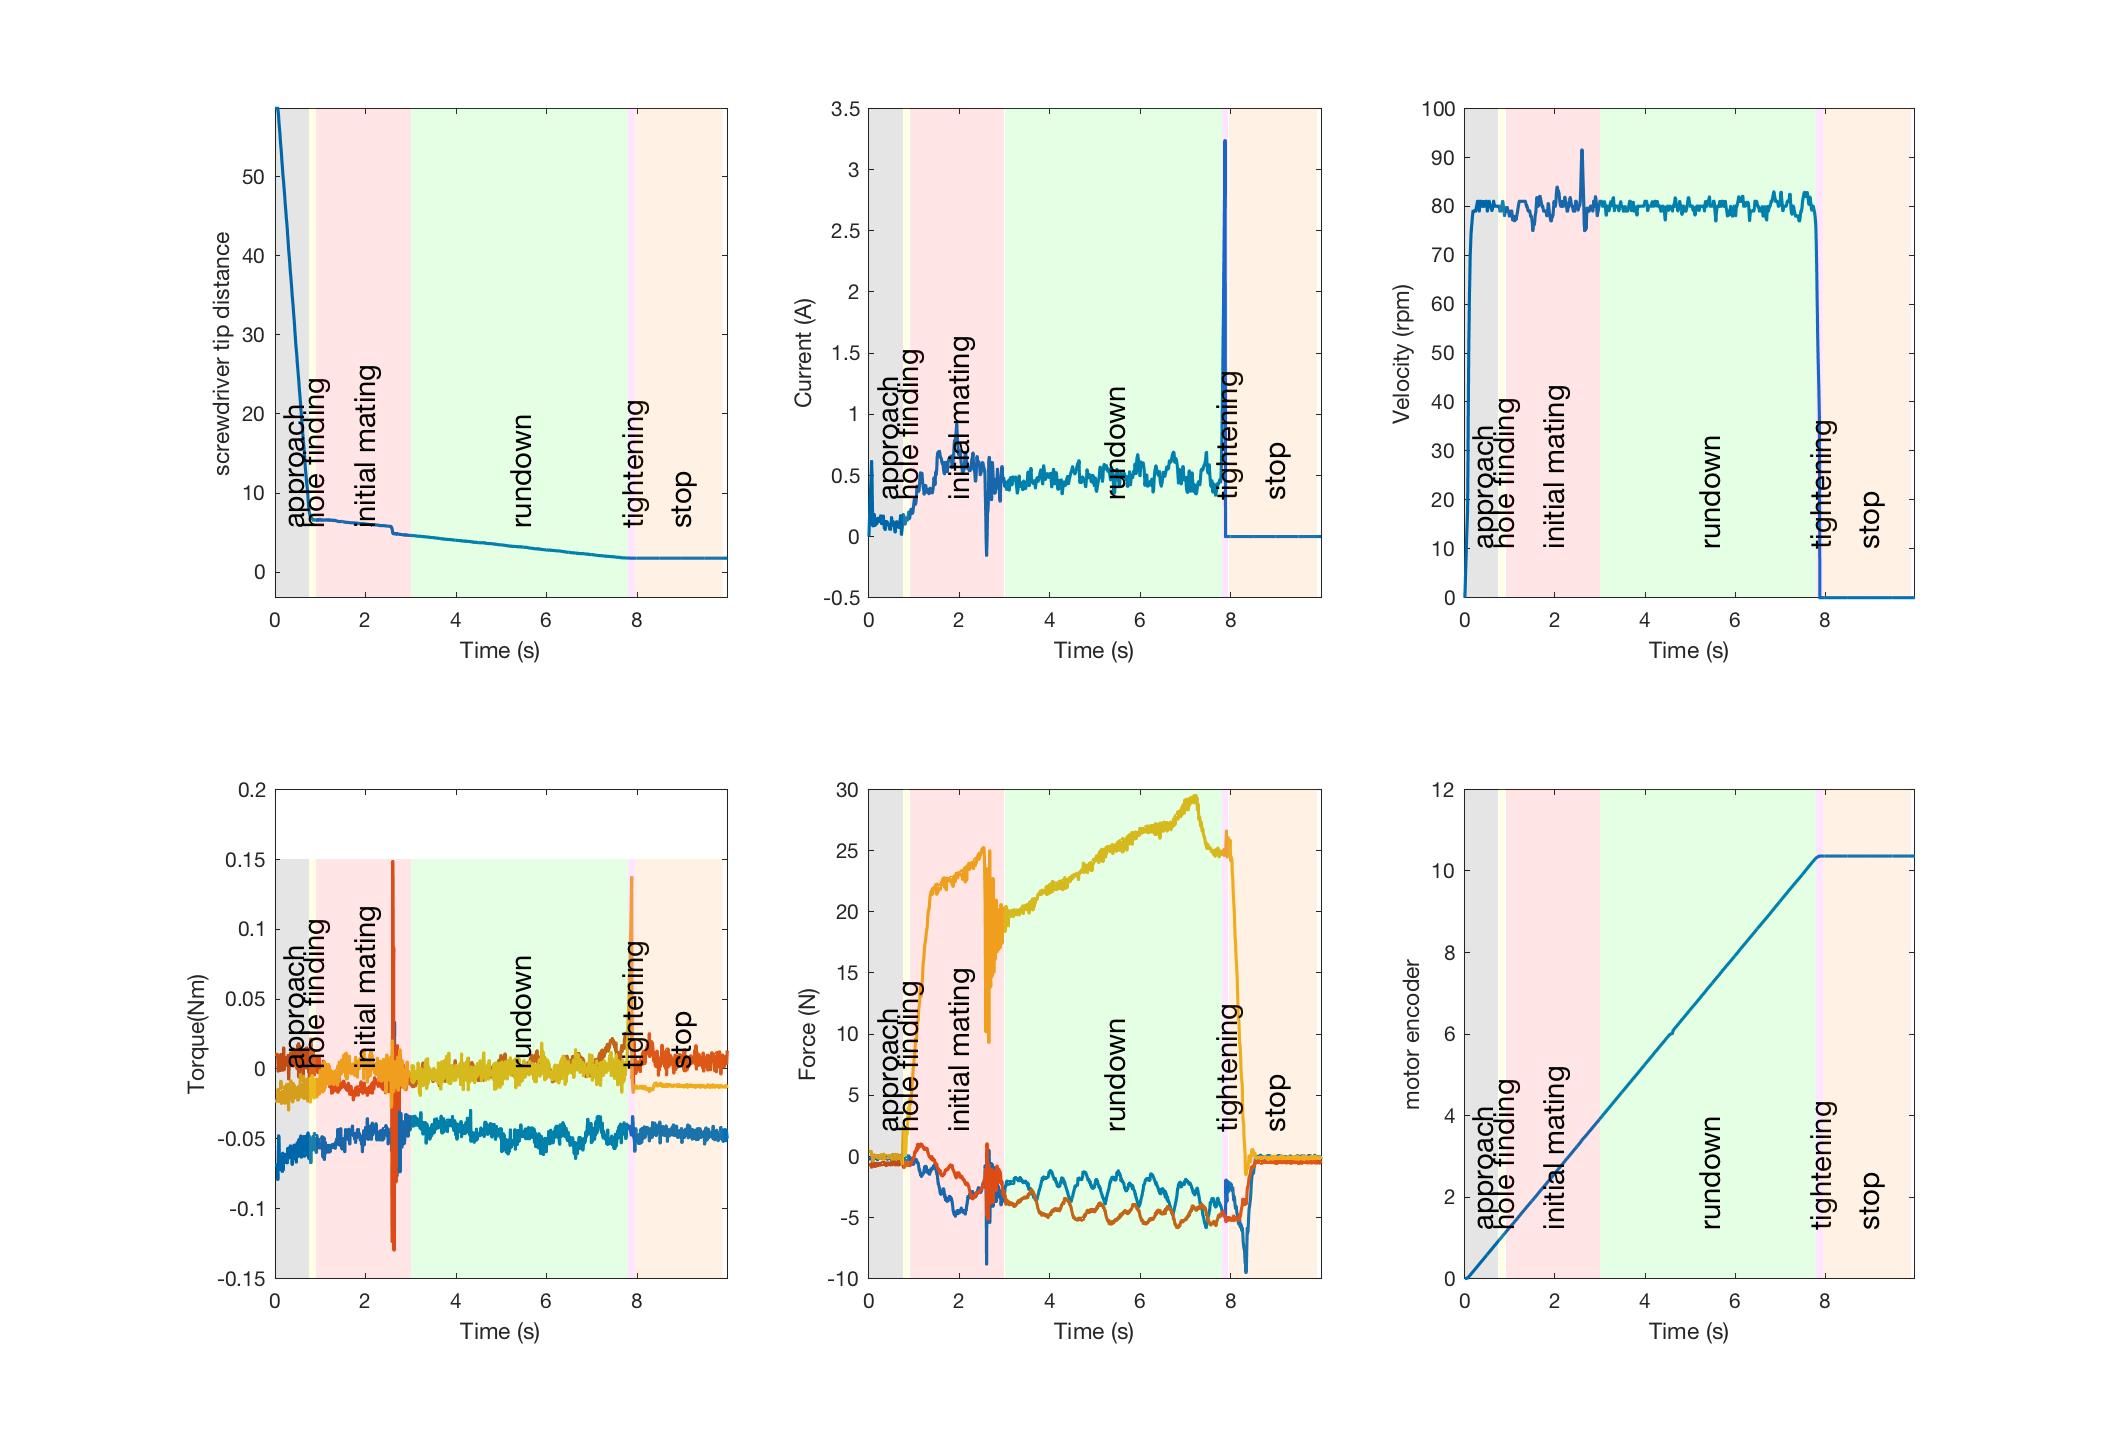 50
40
30
20
10
0
screwdriver tip distance
approach
hole finding
initial mating
rundown
tightening
stop
0 2 4 6 8
Time (s)
3.5
3
2.5
2
1.5
1
0.5
0
-0.5
Current (A)
approach
hole finding
initial mating
rundown
tightening
stop
0 2 4 6 8
Time (s)
100
90
80
70
60
50
40
30
20
10
0
Velocity (rpm)
approach
hole finding
initial mating
rundown
tightening
stop
0 2 4 6 8
Time (s)
0.2
0.15
0.1
0.05
0
-0.05
-0.1
-0.15
Torque(Nm)
approach
hole finding
initial mating
rundown
tightening
stop
0 2 4 6 8
Time (s)
30
25
20
15
10
5
0
-5
-10
Force (N)
approach
hole finding
initial mating
rundown
tightening
stop
0 2 4 6 8
Time (s)
12
10
8
6
4
2
0
motor encoder
approach
hole finding
initial mating
rundown
tightening
stop
0 2 4 6 8
Time (s)